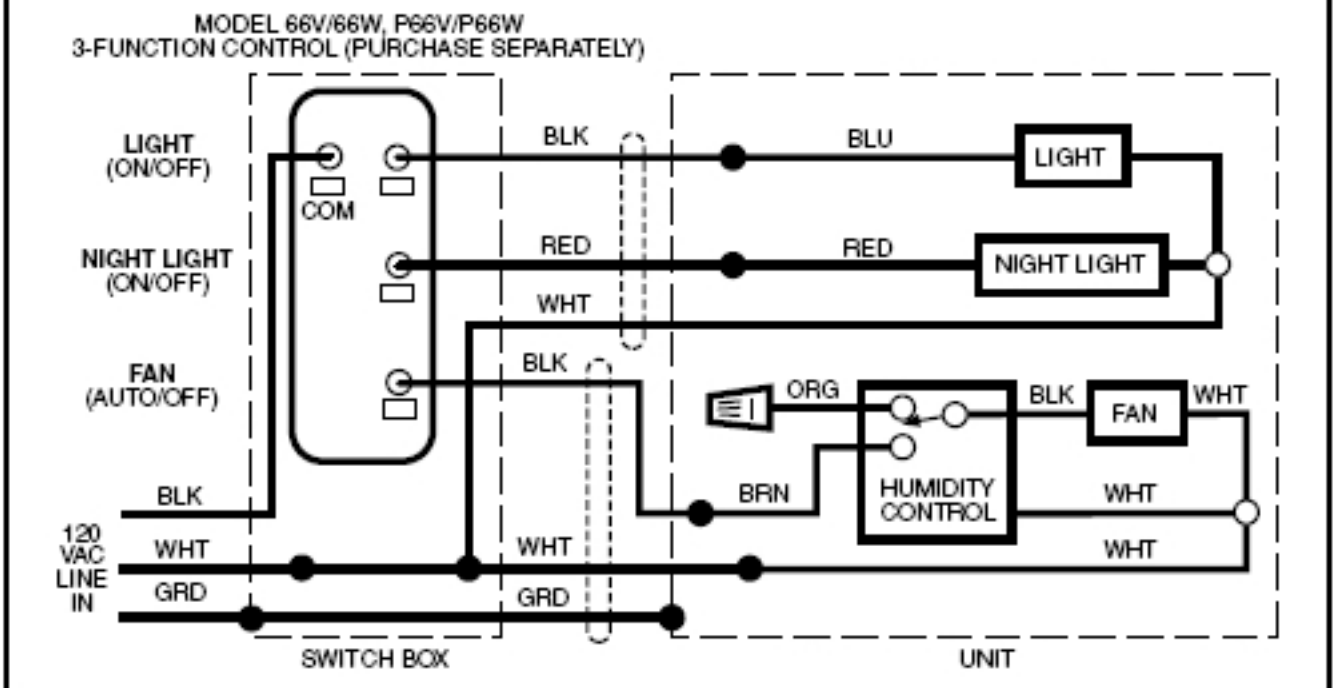 MODEL 66V/66W, P66V/P66W
3-FUNCTION CONTROL (PURCHASE SEPARATELY)
LIGHT
(ON/OFF)
COM
BLK
BLU
LIGHT
NIGHT LIGHT
(ON/OFF)
RED
RED
NIGHT LIGHT
WHT
FAN
(AUTO/OFF)
BLK
ORG
BLK
FAN
WHT
BRN
HUMIDITY
CONTROL
WHT
WHT
BLK
120
VAC
LINE
IN
WHT
WHT
GRD
GRD
SWITCH BOX
UNIT